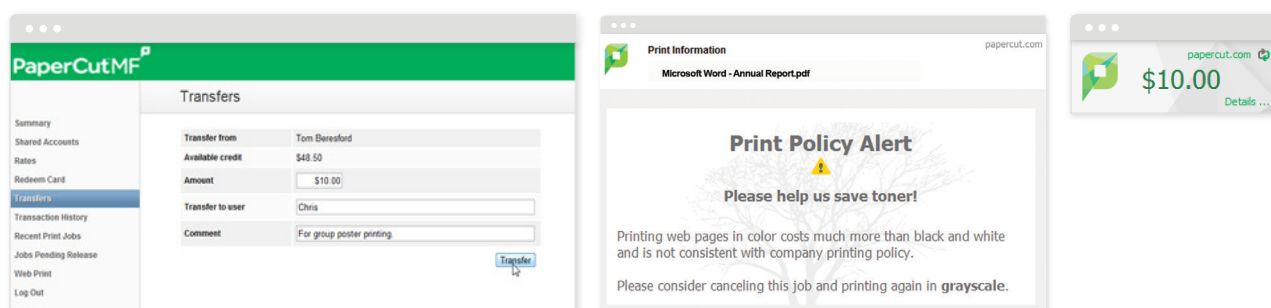 PaperCutMF
Transfers
Summary
Shared Accounts
Rates
Redeem Card
Transfers
Transaction History
Recent Print Jobs
Jobs Pending Release
Web Print
Log Out
Transfer from Tom Beresford
Available credit $48.50
Amount $10.00
Transfer to user Chris
Comment For group poster printing.
Transfer
Print Information
papercut.com
Microsoft Word - Annual Report.pdf
Print Policy Alert
Please help us save toner!
Printing web pages in color costs much more than black and white
and is not consistent with company printing policy.
Please consider canceling this job and printing again in grayscale.
papercut.com
$10.00
Details ...